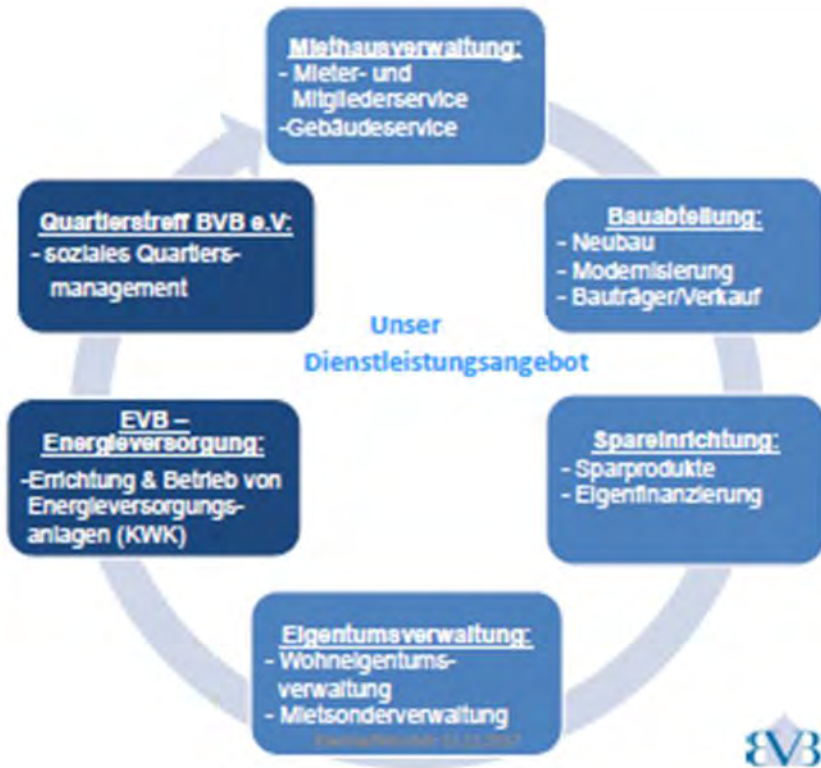 Miethausverwaltung:
- Mieter- und
Mitgliederservice
-Gebäudeservice
Bauabteilung:
- Neubau
- Modernisierung
- Bauträger/Verkauf
Spareinrichtung:
- Sparprodukte
- Eigenfinanzierung
Eigentumsverwaltung:
- Wohneigentums-
verwaltung
- Mietsonderverwaltung
EVB –
Energieversorgung:
-Errichtung & Betrieb von
Energieversorgungs-
anlagen (KWK)
Quartierstreff BVB e.V:
- soziales Quartiers-
management
Unser
Dienstleistungsangebot
BVB